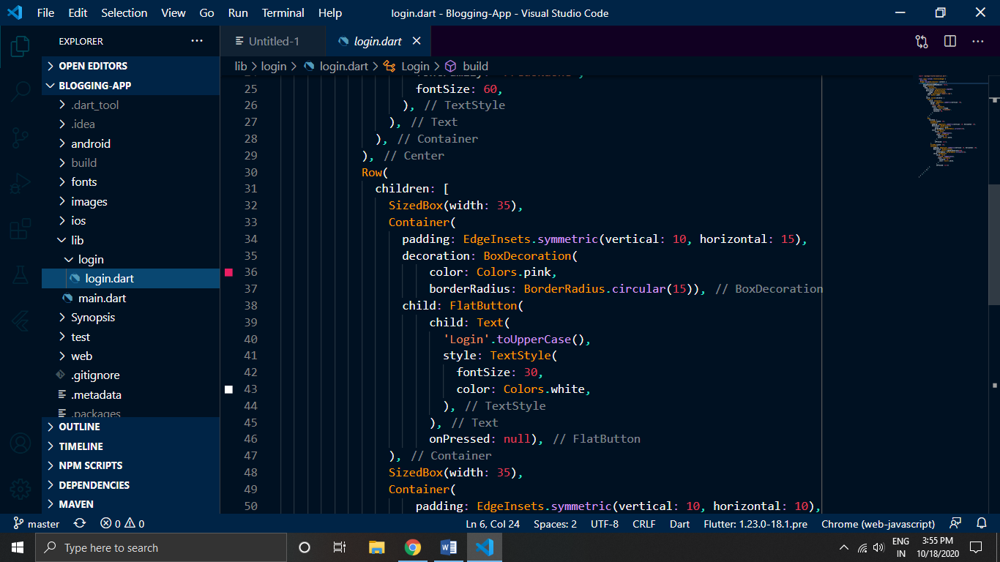 File Edit Selection View Go Run Terminal Help login.dart - Blogging-App - Visual Studio Code
EXPLORER
OPEN EDITORS
BLOGGING-APP
.dart_tool
.idea
android
build
fonts
images
ios
lib
login
login.dart
main.dart
Synopsis
test
web
.gitignore
.metadata
.packages
OUTLINE
TIMELINE
NPM SCRIPTS
DEPENDENCIES
MAVEN
Untitled-1 login.dart
lib > login > login.dart > Login > build
25 fontSize: 60,
26 ), // TextStyle
27 ), // Text
28 ), // Container
29 ), // Center
30 Row(
31 children: [
32 SizedBox(width: 35),
33 Container(
34 padding: EdgeInsets.symmetric(vertical: 10, horizontal: 15),
35 decoration: BoxDecoration(
36 color: Colors.pink,
37 borderRadius: BorderRadius.circular(15)), // BoxDecoration
38 child: FlatButton(
39 child: Text(
40 'Login'.toUpperCase(),
41 style: TextStyle(
42 fontSize: 30,
43 color: Colors.white,
44 ), // TextStyle
45 ), // Text
46 onPressed: null), // FlatButton
47 ), // Container
48 SizedBox(width: 35),
49 Container(
50 padding: EdgeInsets.symmetric(vertical: 10, horizontal: 10),
master 0 0 Ln 6, Col 24 Spaces: 2 UTF-8 CRLF Dart Flutter: 1.23.0-18.1.pre Chrome (web-javascript)
Type here to search
ENG
IN
3:55 PM
10/18/2020